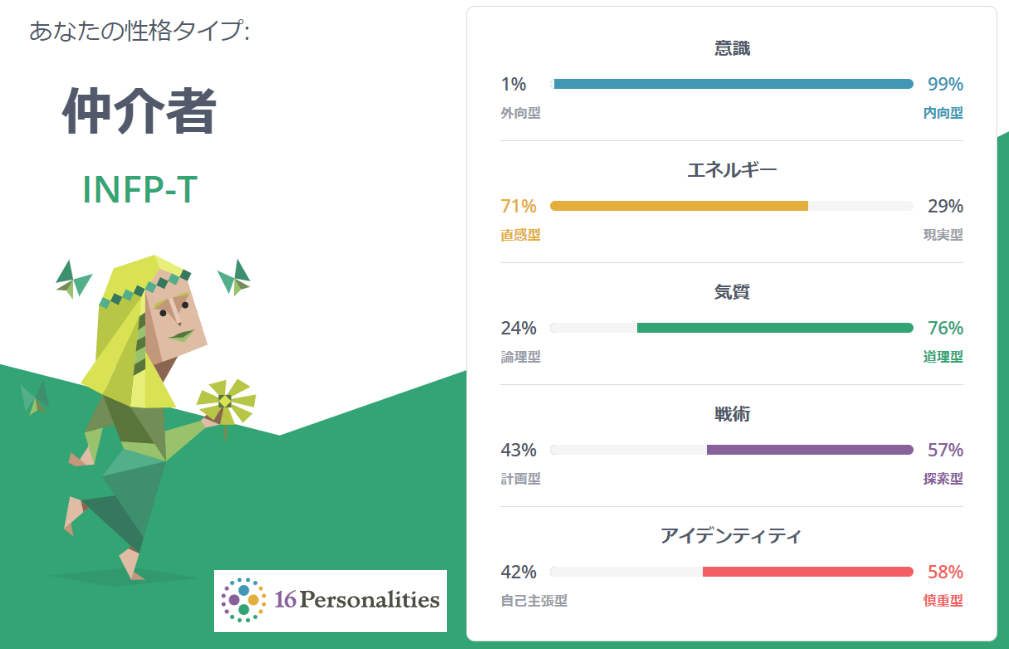 あなたの性格タイプ:
仲介者
INFP-T
16Personalities
意識
1% 99%
外向型 内向型
エネルギー
71% 29%
直感型 現実型
気質
24% 76%
論理型 道理型
戦術
43% 57%
計画型 探索型
アイデンティティ
42% 58%
自己主張型 慎重型